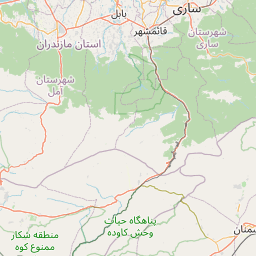 ساری
بابل
قائمشهر
استان مازندران
شهرستان
ساری
شهرستان
آمل
پناهگاه حیات
وحش کاوده
منطقه شکار
ممنوع کوه